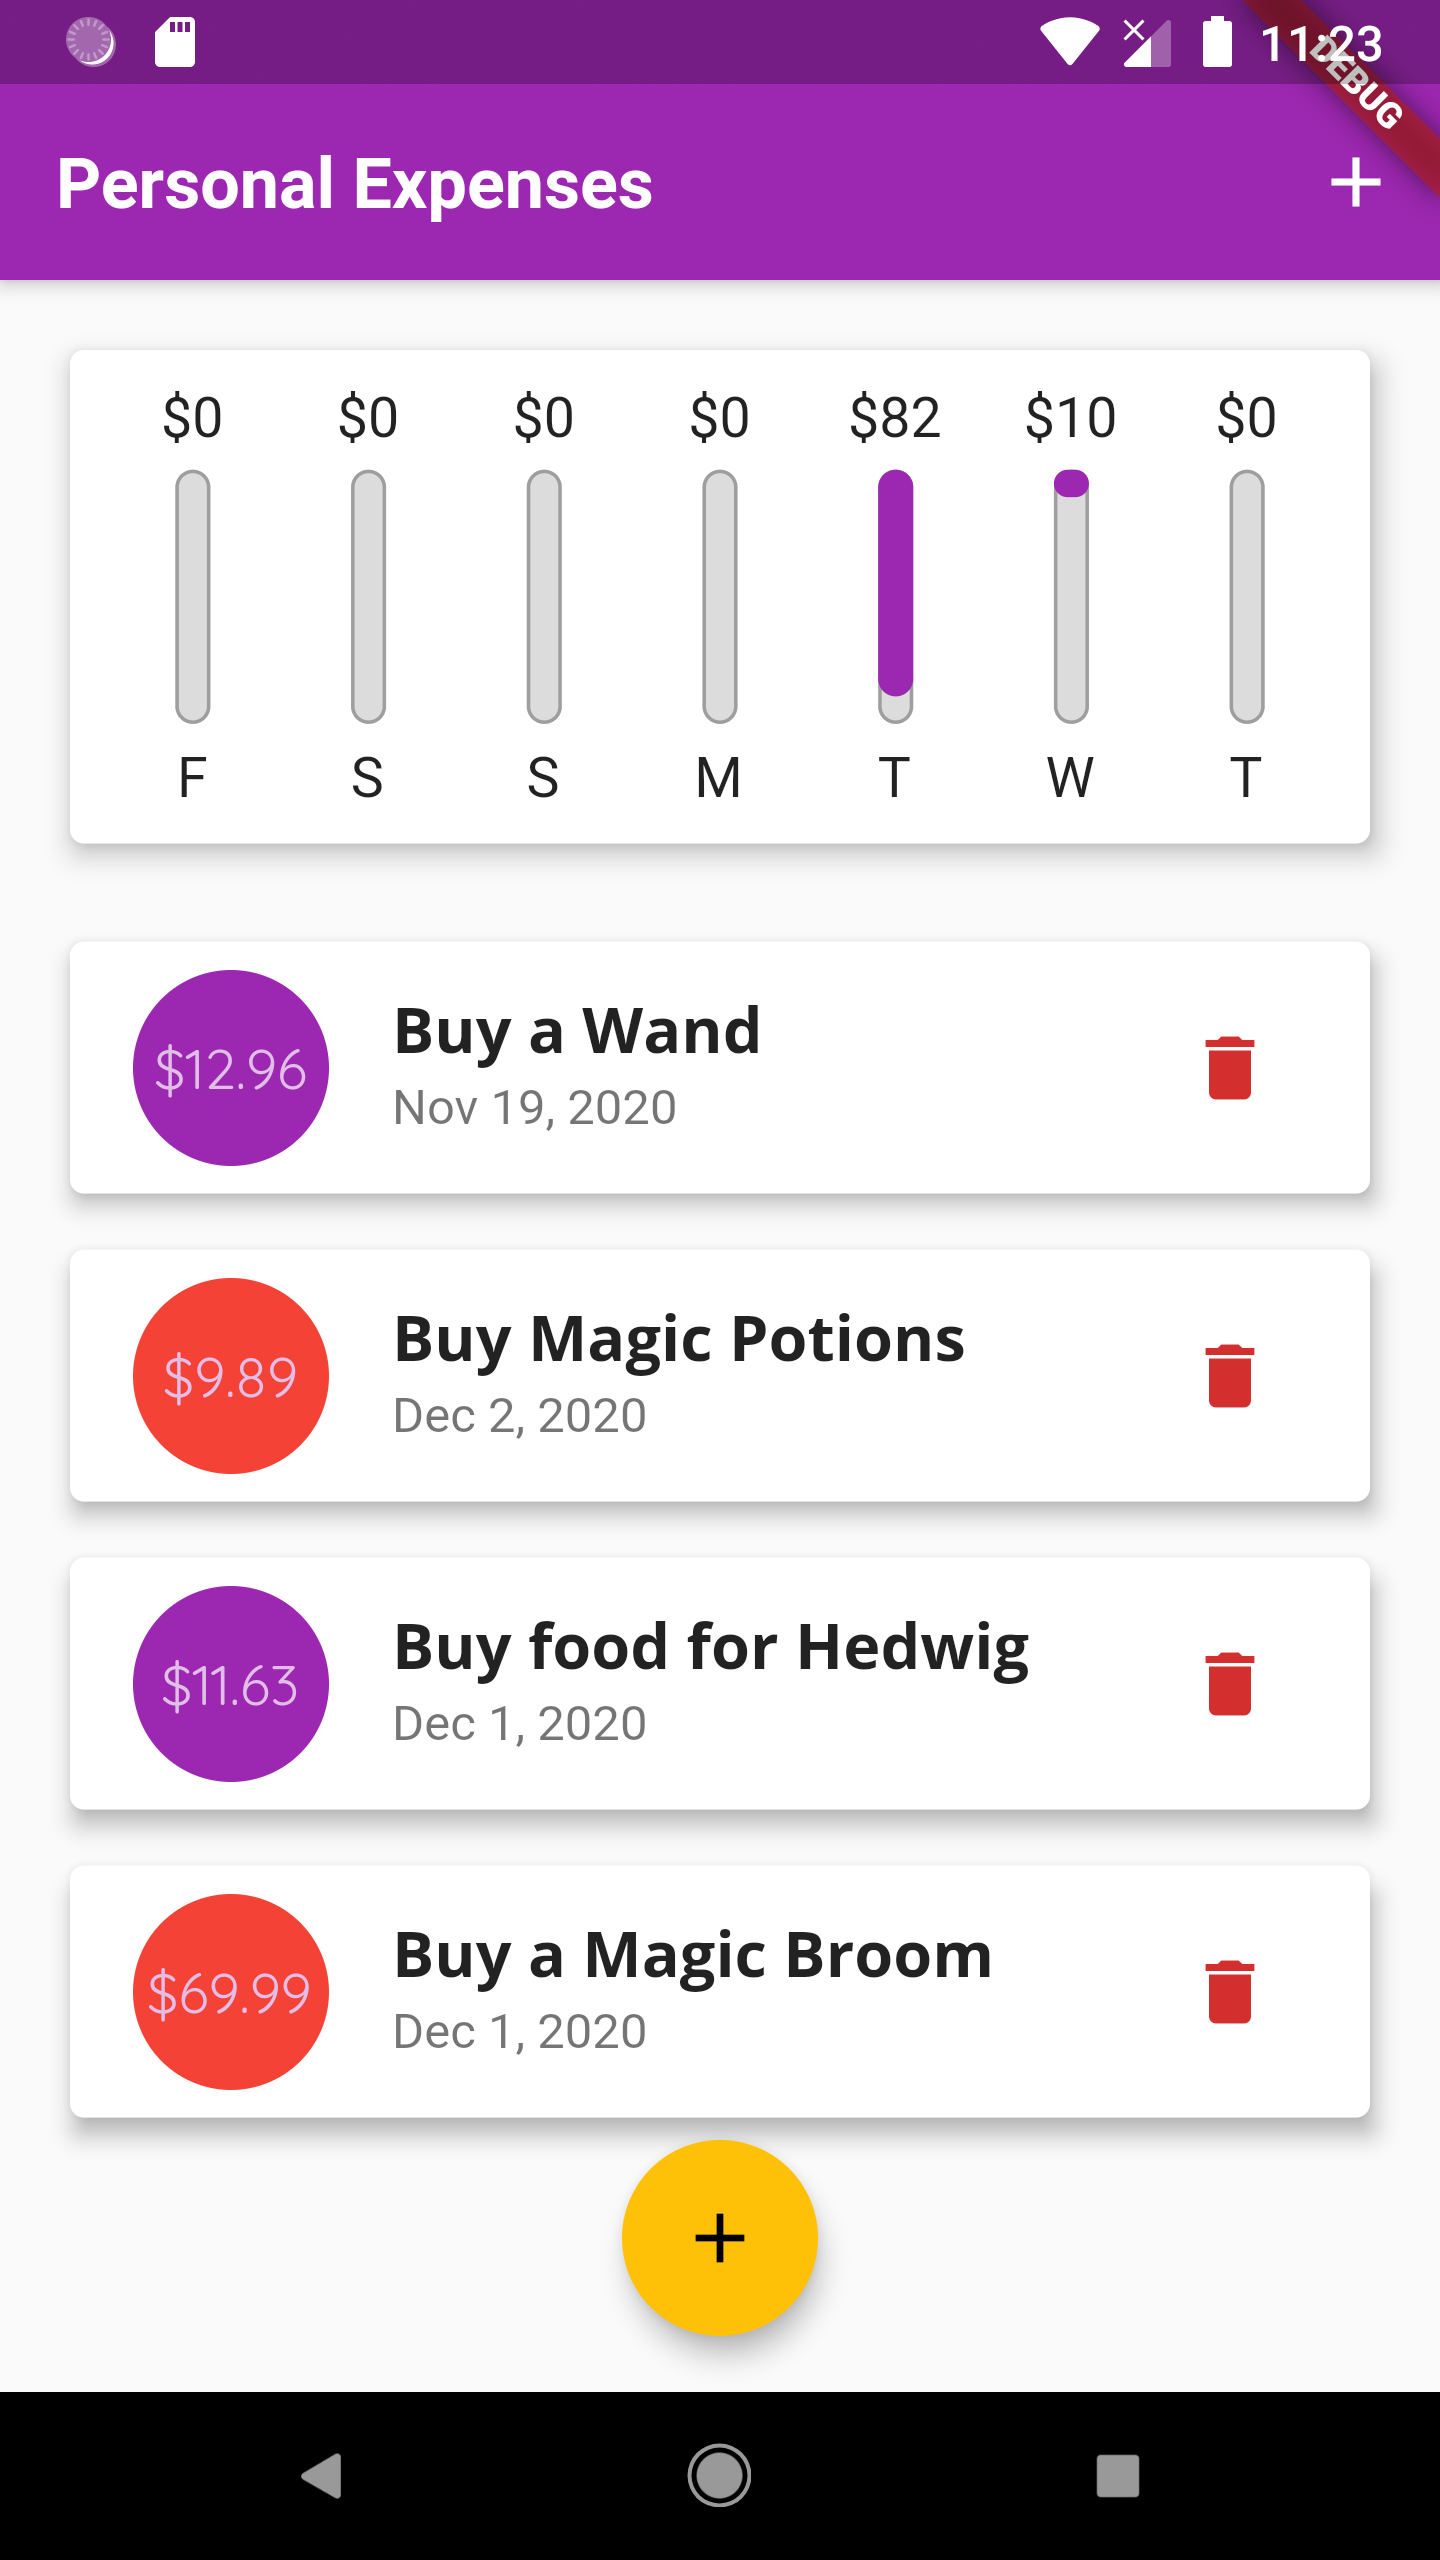 11:23
DEBUG
Personal Expenses
$0 $0 $0 $0 $82 $10 $0
F S S M T W T
$12.96
Buy a Wand
Nov 19, 2020
$9.89
Buy Magic Potions
Dec 2, 2020
$11.63
Buy food for Hedwig
Dec 1, 2020
$69.99
Buy a Magic Broom
Dec 1, 2020